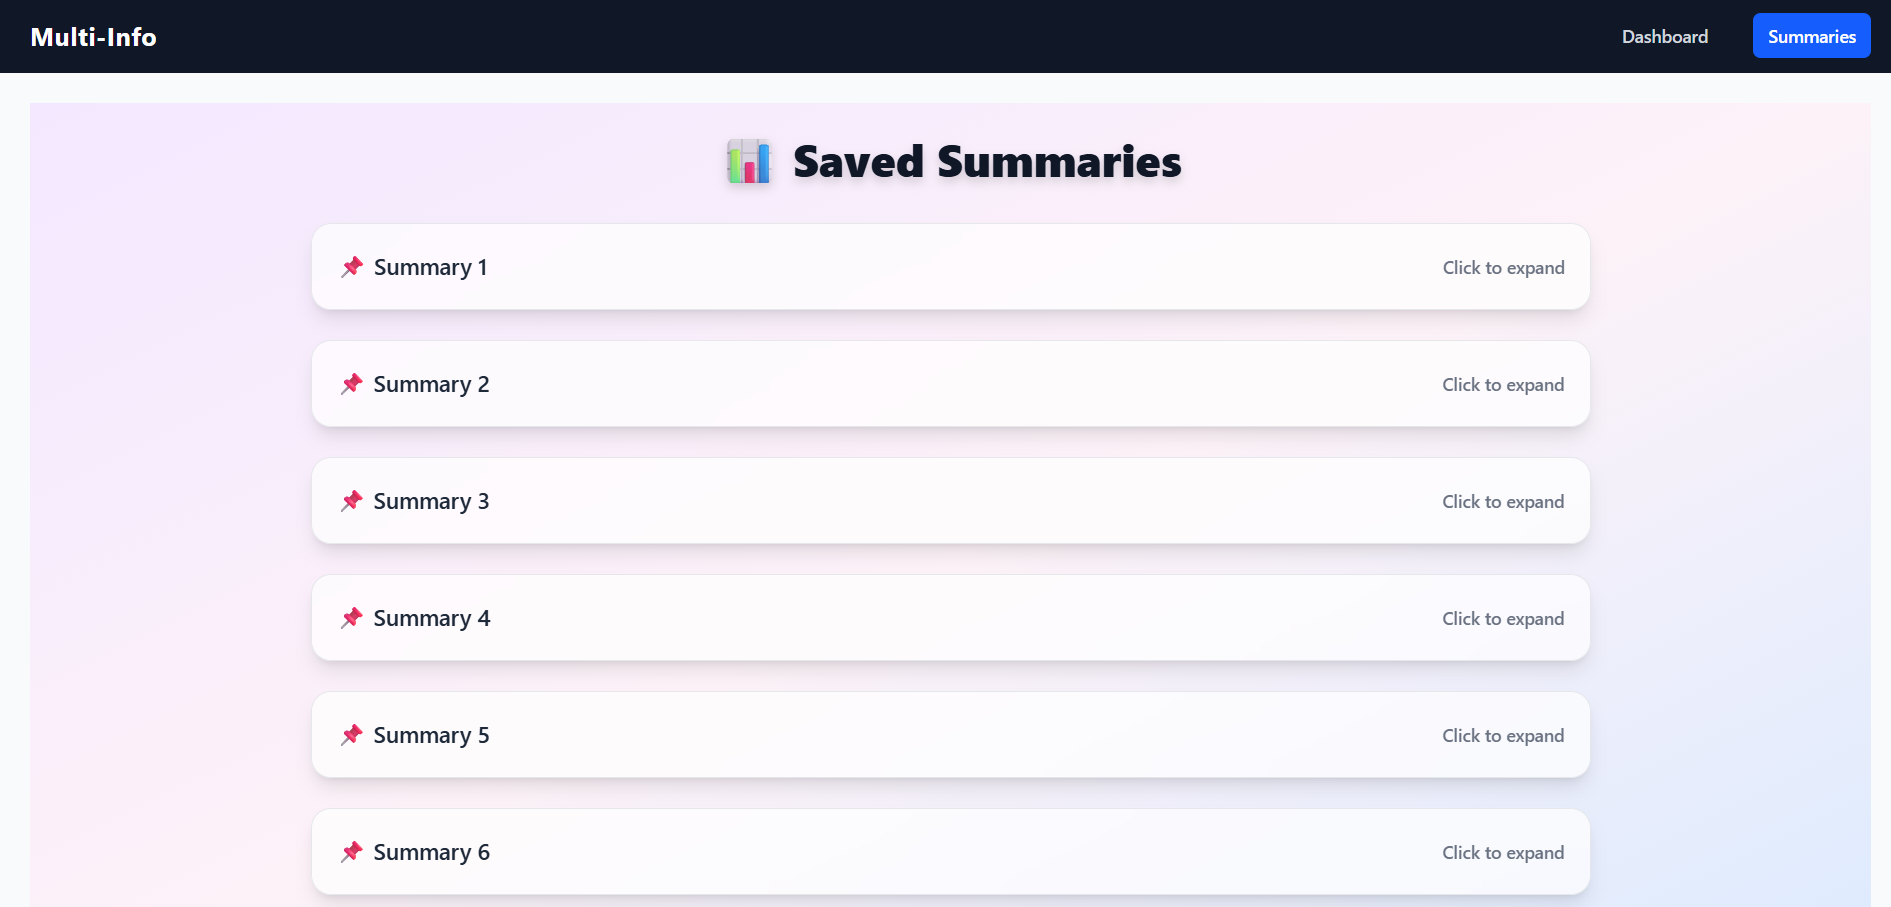 Multi-Info
Dashboard
Summaries
Saved Summaries
Summary 1
Click to expand
Summary 2
Click to expand
Summary 3
Click to expand
Summary 4
Click to expand
Summary 5
Click to expand
Summary 6
Click to expand